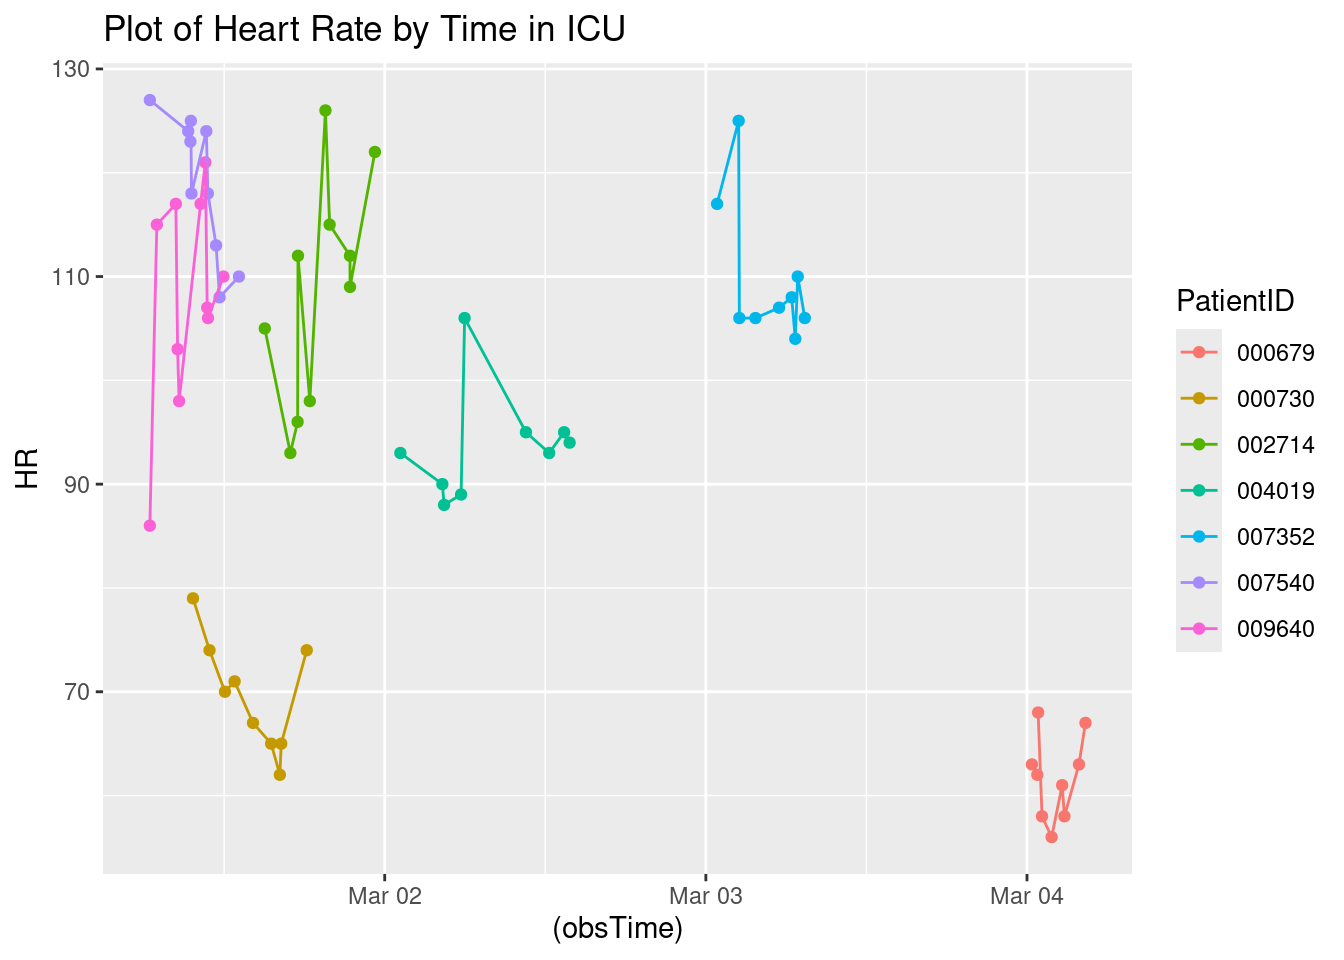 Plot of Heart Rate by Time in ICU
130
110
90
70
HR
Mar 02
Mar 03
Mar 04
(obsTime)
PatientID
000679
000730
002714
004019
007352
007540
009640